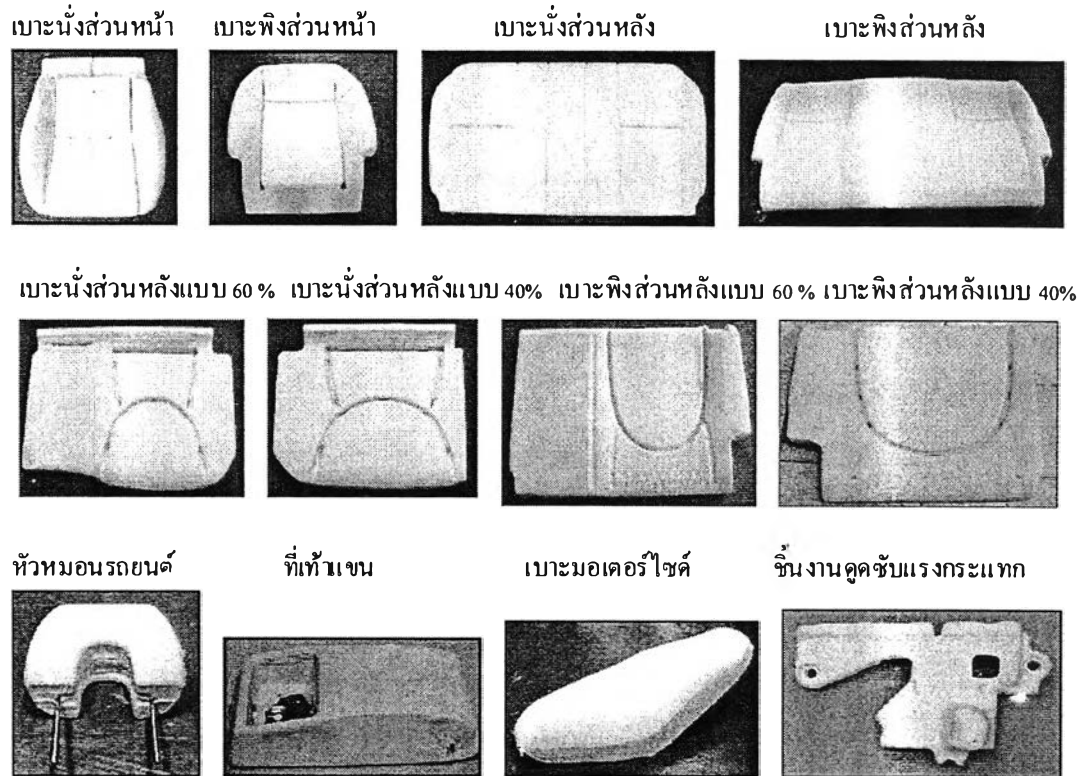 เบาะนั่งส่วนหน้า เบาะพิงส่วนหน้า เบาะนั่งส่วนหลัง เบาะพิงส่วนหลัง
เบาะนั่งส่วนหลังแบบ 60 % เบาะนั่งส่วนหลังแบบ 40% เบาะพิงส่วนหลังแบบ 60 % เบาะพิงส่วนหลังแบบ 40%
หัวหมอนรถยนต์ ที่เท้าแขน เบาะมอเตอร์ไซค์ ชิ้นงานดูดซับแรงกระแทก